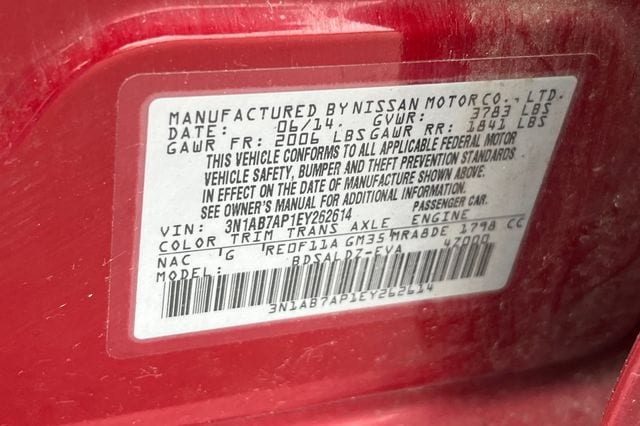 MANUFACTURED BY NISSAN MOTOR CO., LTD.
DATE: 06/14. GVWR: 3783 LBS
GAWR FR: 2006 LBS GAWR RR: 1841 LBS
THIS VEHICLE CONFORMS TO ALL APPLICABLE FEDERAL MOTOR
VEHICLE SAFETY, BUMPER AND THEFT PREVENTION STANDARDS
IN EFFECT ON THE DATE OF MANUFACTURE SHOWN ABOVE.
SEE OWNER'S MANUAL FOR ADDITIONAL INFORMATION.
VIN: 3N1AB7AP1EY262614 PASSENGER CAR.
COLOR TRIM TRANS AXLE ENGINE
NAC G RE0F11A GM35 MRA8DE 1798 CC
MODEL: BDSALDZ-EVA 47000
3N1AB7AP1EY262614